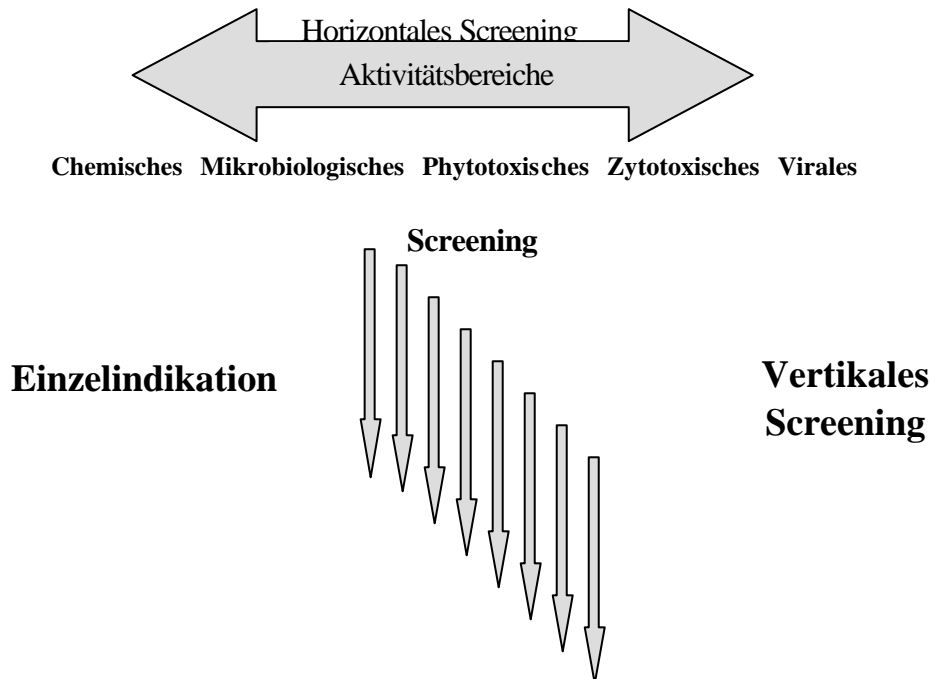 Horizontales Screening
Aktivitätsbereiche
Chemisches Mikrobiologisches Phytotoxisches Zytotoxisches Virales
Screening
Einzelindikation
Vertikales
Screening